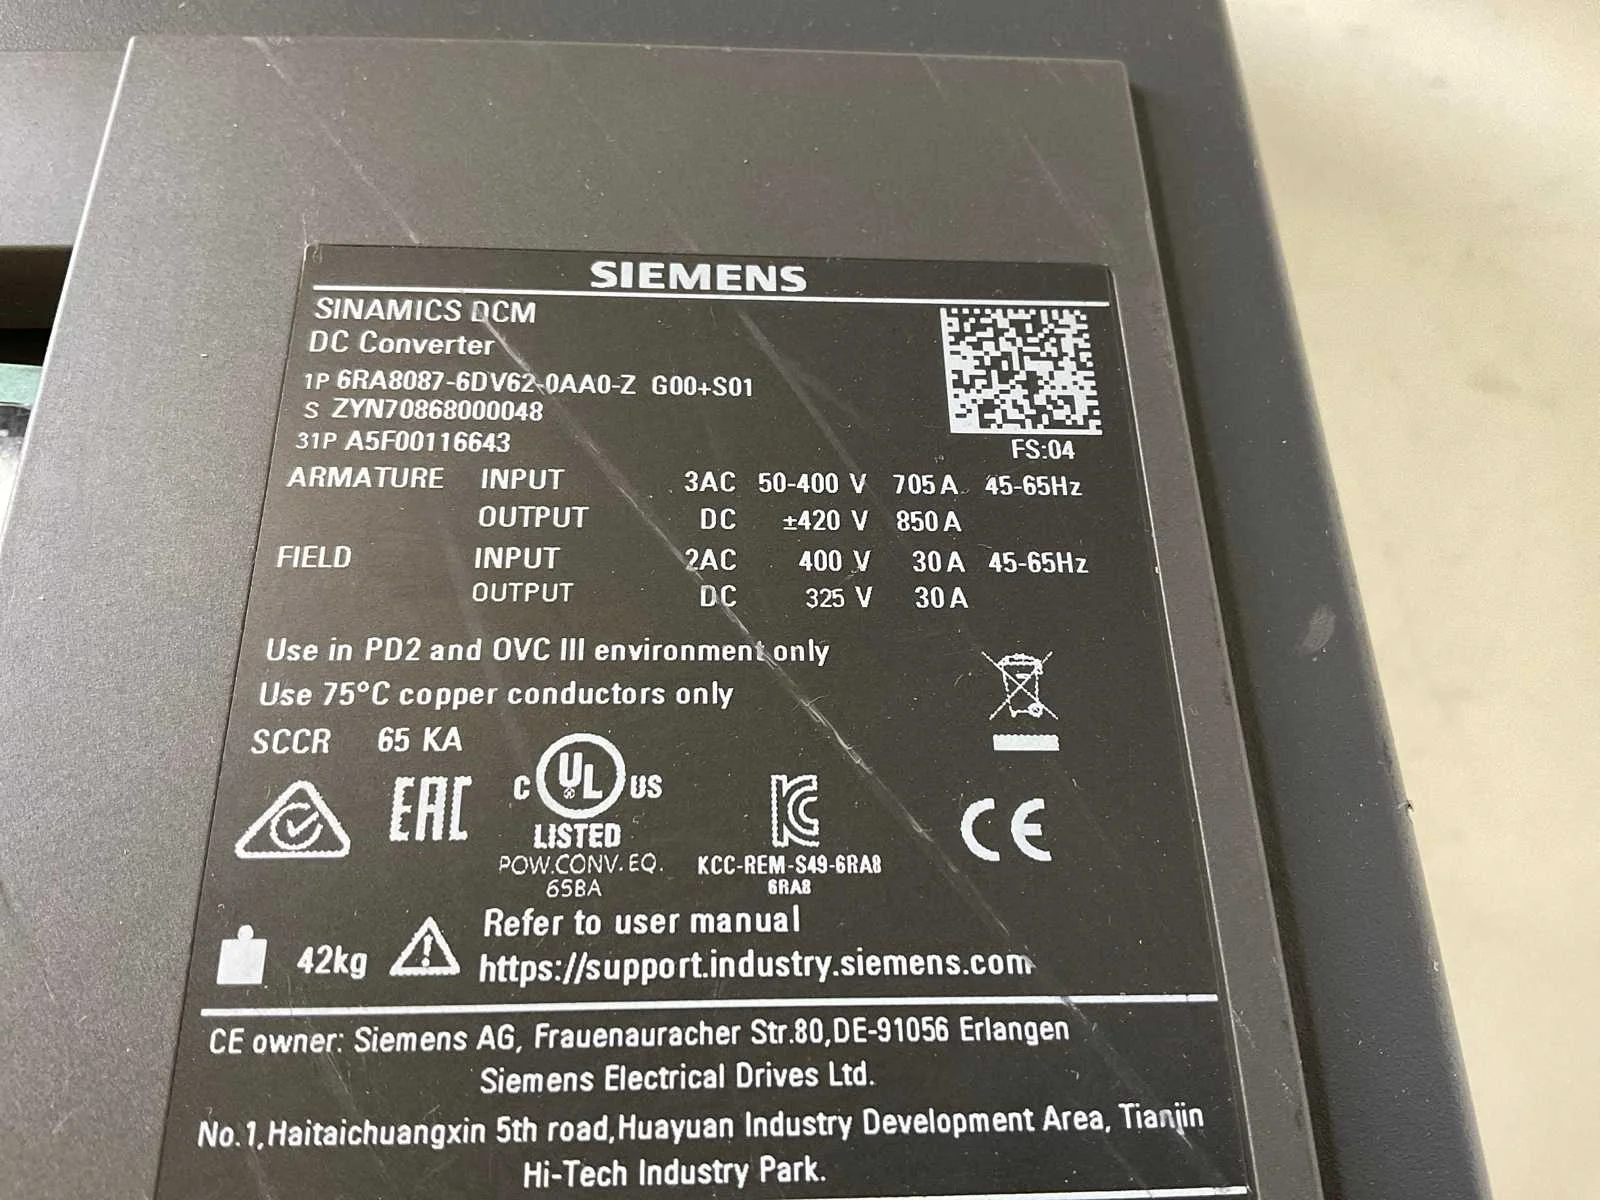 SIEMENS
SINAMICS DCM
DC Converter
1P 6RA8087-6DV62-0AA0-Z G00+S01
S ZYN70868000048
31P A5F00116643
FS:04
ARMATURE INPUT 3AC 50-400 V 705 A 45-65Hz
OUTPUT DC ±420 V 850 A
FIELD INPUT 2AC 400 V 30 A 45-65Hz
OUTPUT DC 325 V 30 A
Use in PD2 and OVC III environment only
Use 75°C copper conductors only
SCCR 65 KA
EAC C UL US
LISTED
POW.CONV. EQ.
65BA
KCC-REM-S49-6RA8
6RA8
CE
Refer to user manual
42kg
https://support.industry.siemens.com
CE owner: Siemens AG, Frauenauracher Str.80,DE-91056 Erlangen
Siemens Electrical Drives Ltd.
No.1,Haitaichuangxin 5th road,Huayuan Industry Development Area, Tianjin
Hi-Tech Industry Park.